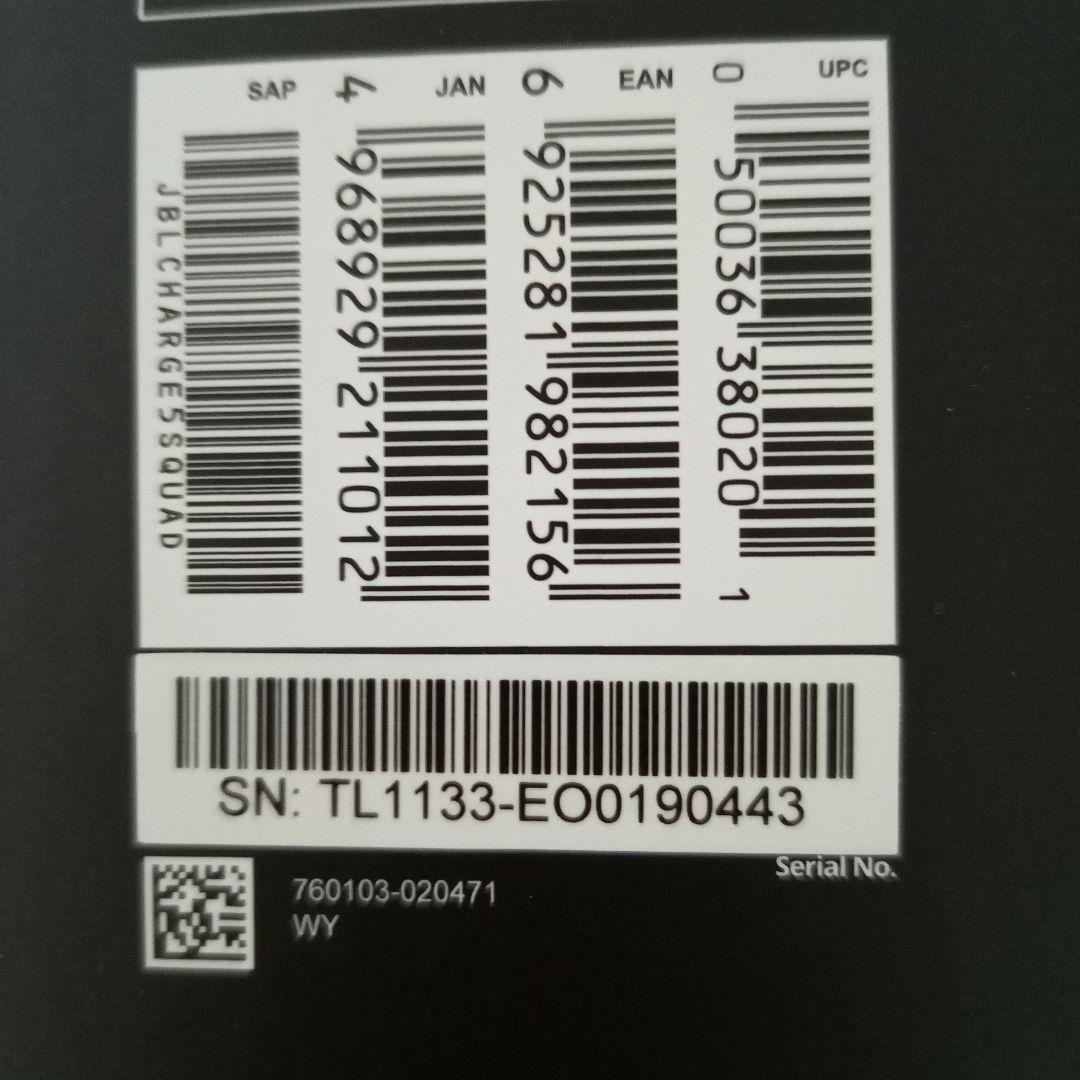 SAP
JBLCHARGE5SQUAD
JAN
4 968929 211012
EAN
6 925281 982156
UPC
0 50036 38020 1
SN: TL1133-EO0190443
Serial No.
760103-020471
WY